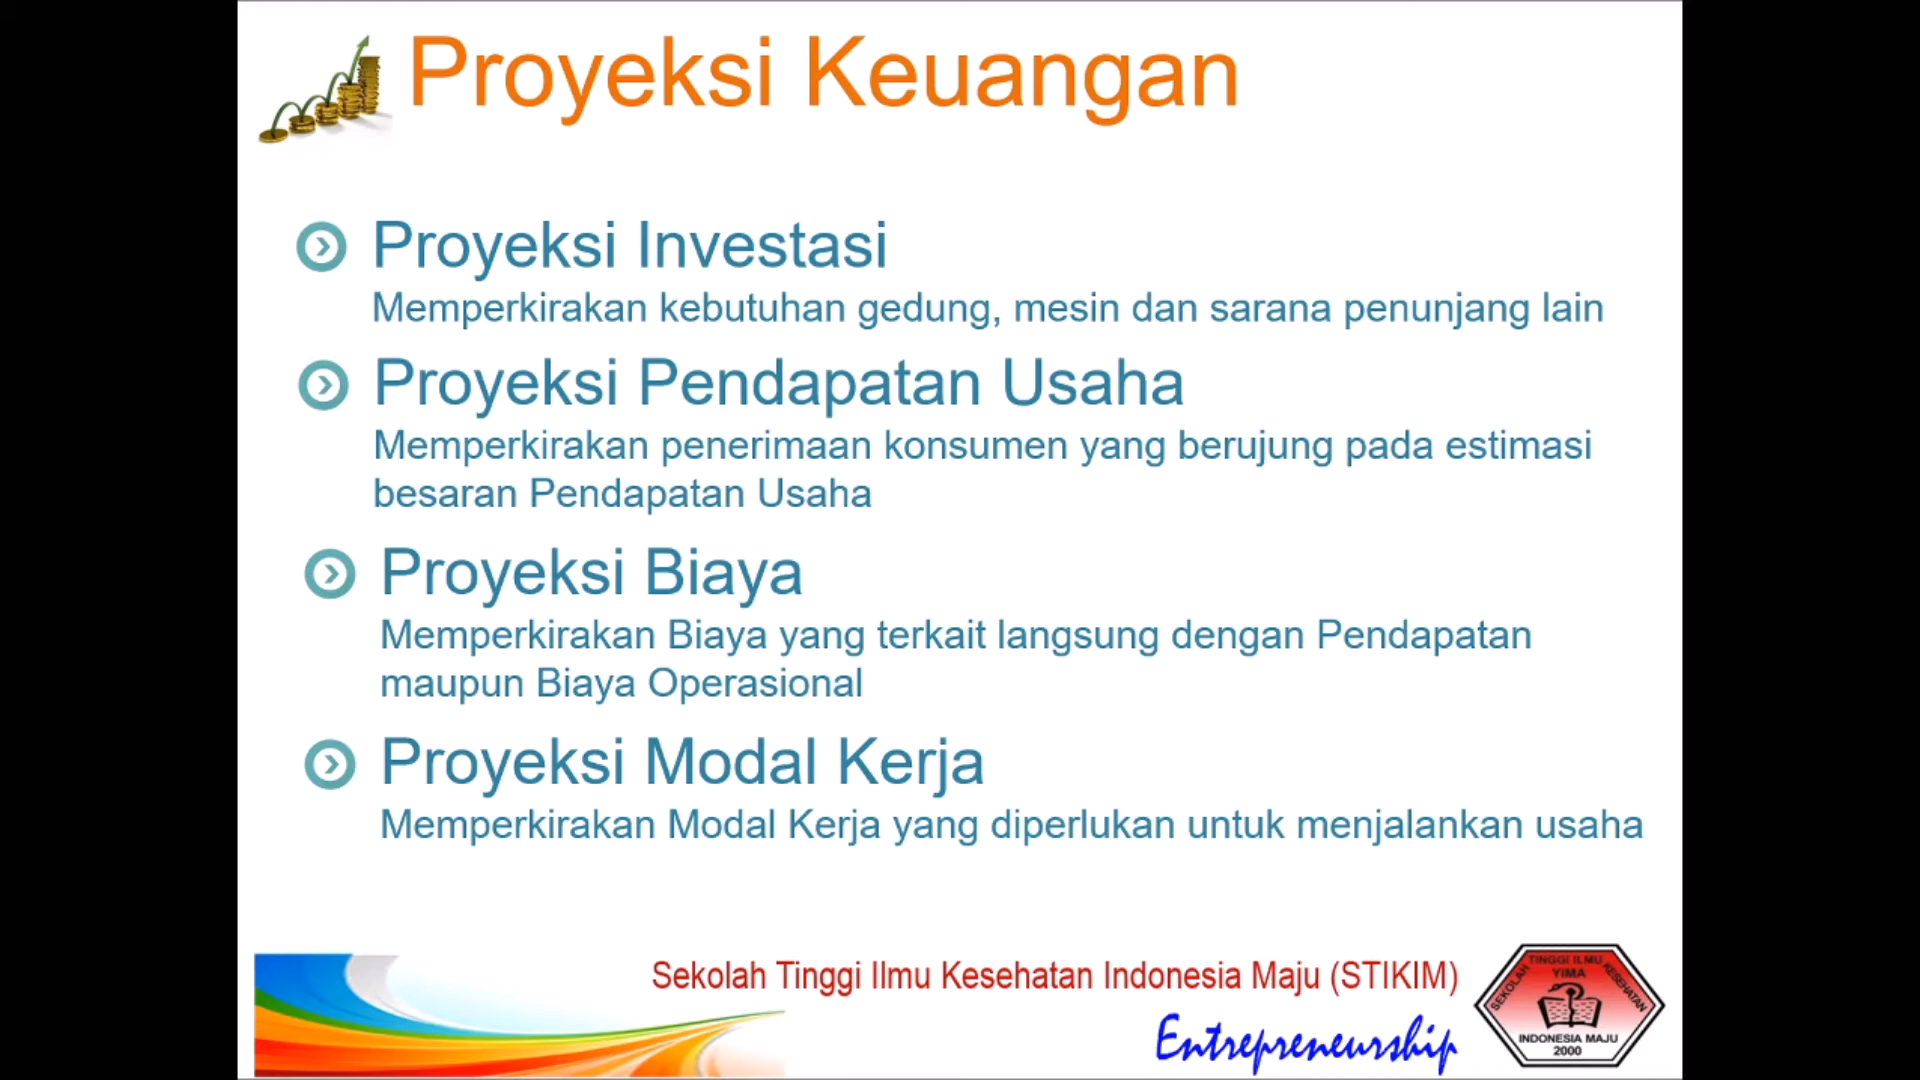 Proyeksi Keuangan
Proyeksi Investasi
Memperkirakan kebutuhan gedung, mesin dan sarana penunjang lain
Proyeksi Pendapatan Usaha
Memperkirakan penerimaan konsumen yang berujung pada estimasi
besaran Pendapatan Usaha
Proyeksi Biaya
Memperkirakan Biaya yang terkait langsung dengan Pendapatan
maupun Biaya Operasional
Proyeksi Modal Kerja
Memperkirakan Modal Kerja yang diperlukan untuk menjalankan usaha
Sekolah Tinggi Ilmu Kesehatan Indonesia Maju (STIKIM)
Entrepreneurship
SEKOLAH TINGGI ILMU KESEHATAN
YIMA
INDONESIA MAJU
2000